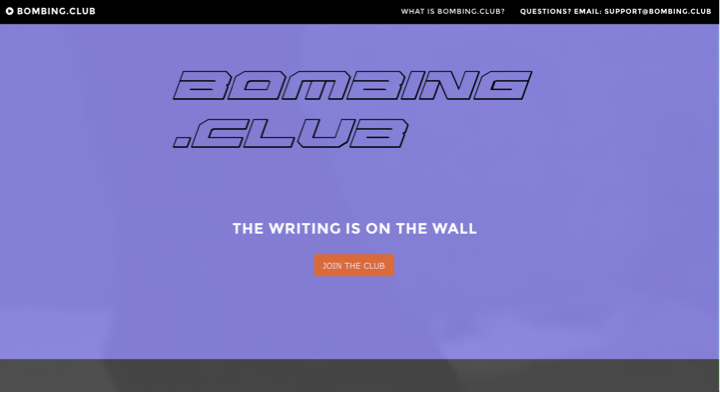 BOMBING.CLUB
WHAT IS BOMBING.CLUB?
QUESTIONS? EMAIL: SUPPORT@BOMBING.CLUB
BOMBING
.CLUB
THE WRITING IS ON THE WALL
JOIN THE CLUB